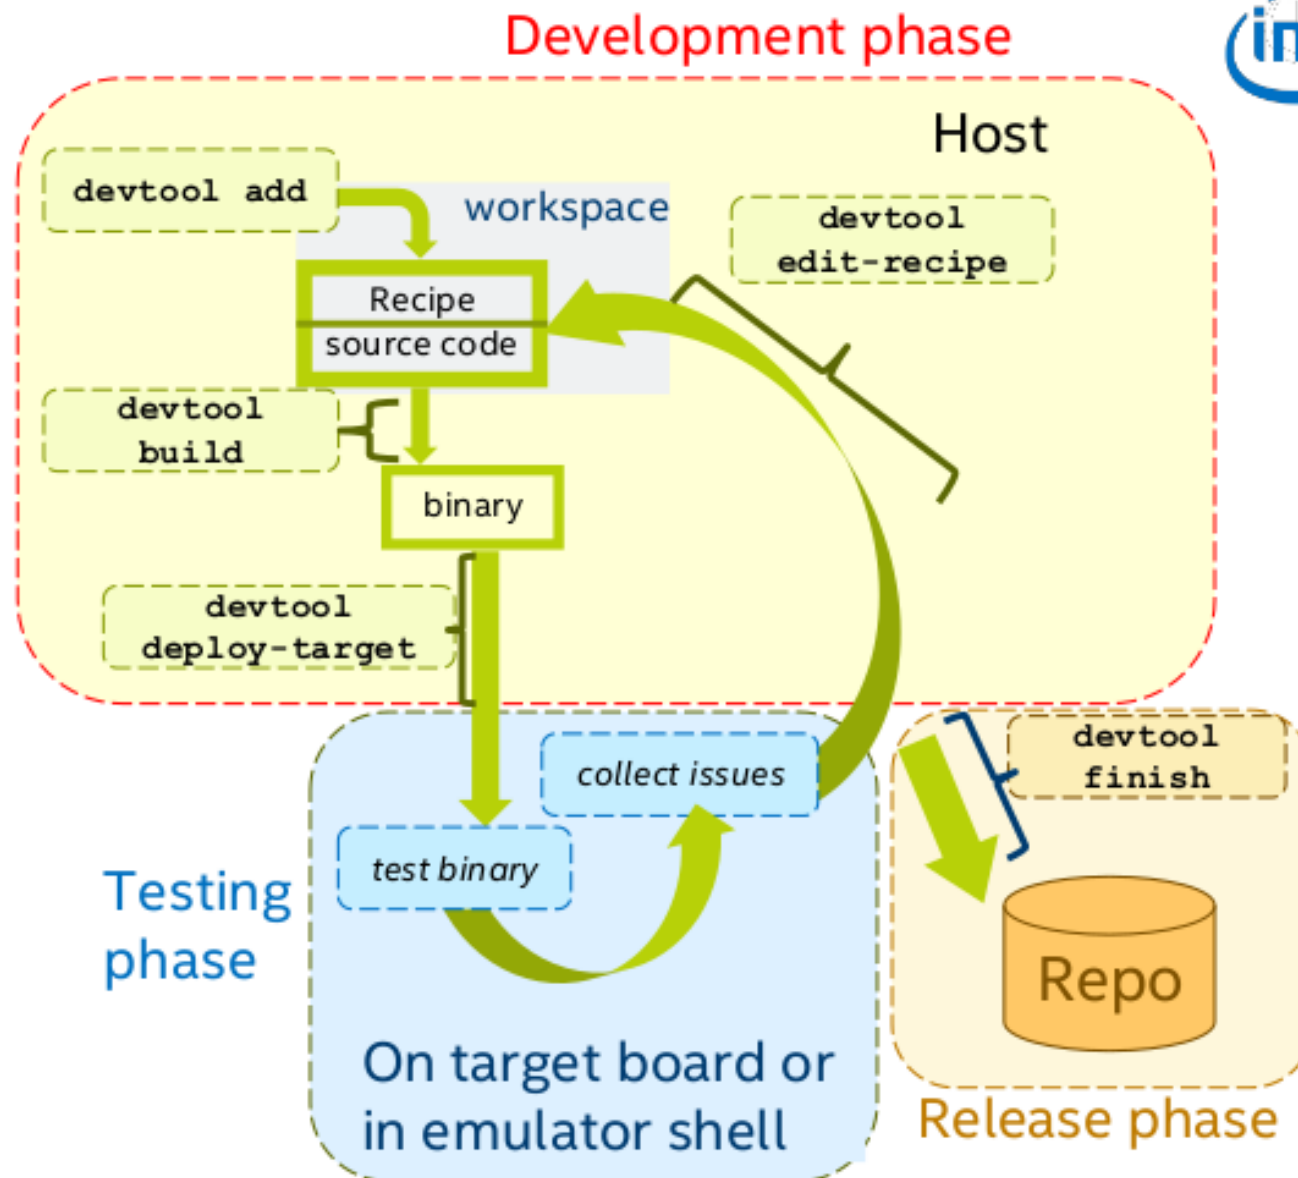 Development phase
Host
devtool add
workspace
devtool
edit-recipe
Recipe
source code
devtool
build
binary
devtool
deploy-target
collect issues
devtool
finish
test binary
Testing
phase
Repo
On target board or
in emulator shell
Release phase